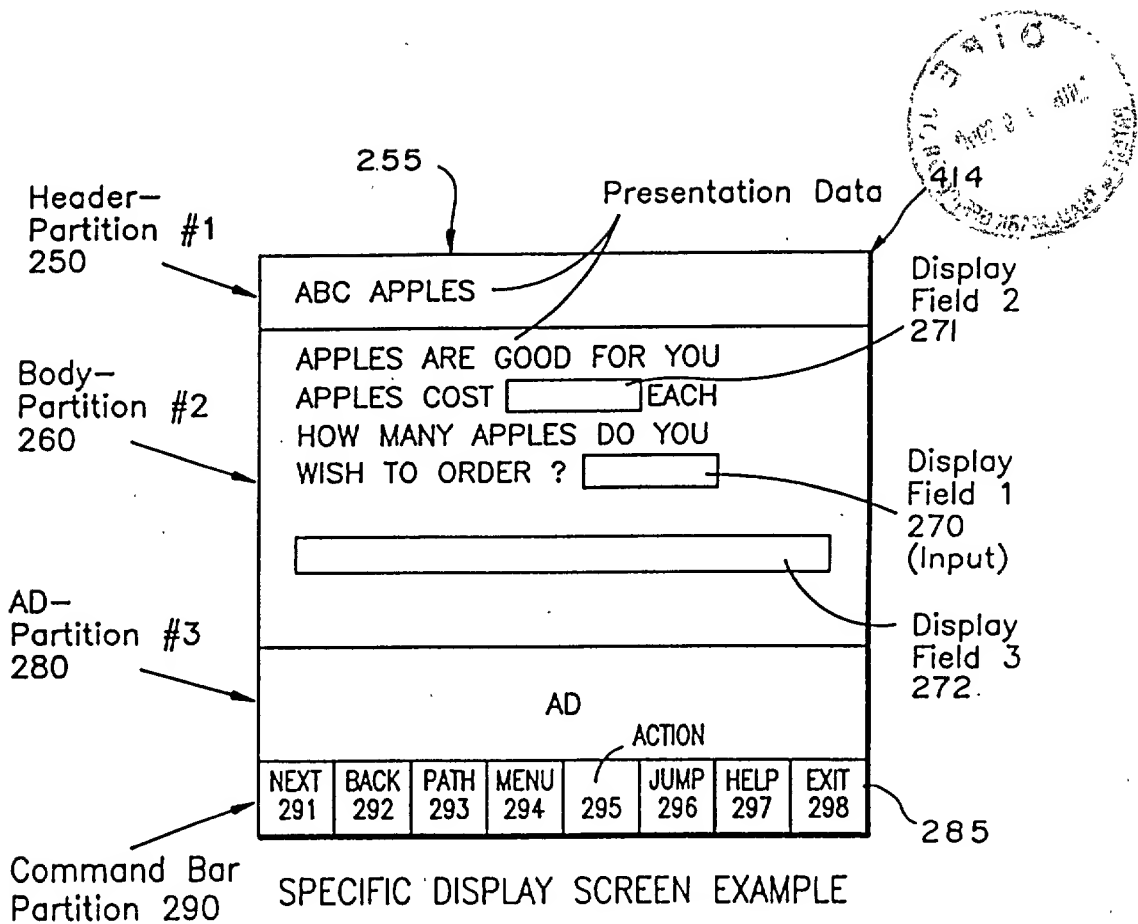 255
414
Presentation Data
Header-
Partition #1
250
ABC APPLES
Display
Field 2
271
APPLES ARE GOOD FOR YOU
APPLES COST EACH
HOW MANY APPLES DO YOU
WISH TO ORDER ?
Body-
Partition #2
260
Display
Field 1
270
(Input)
Display
Field 3
272.
AD-
Partition #3
280
AD
ACTION
NEXT BACK PATH MENU JUMP HELP EXIT
291 292 293 294 295 296 297 298
285
Command Bar
Partition 290
SPECIFIC DISPLAY SCREEN EXAMPLE